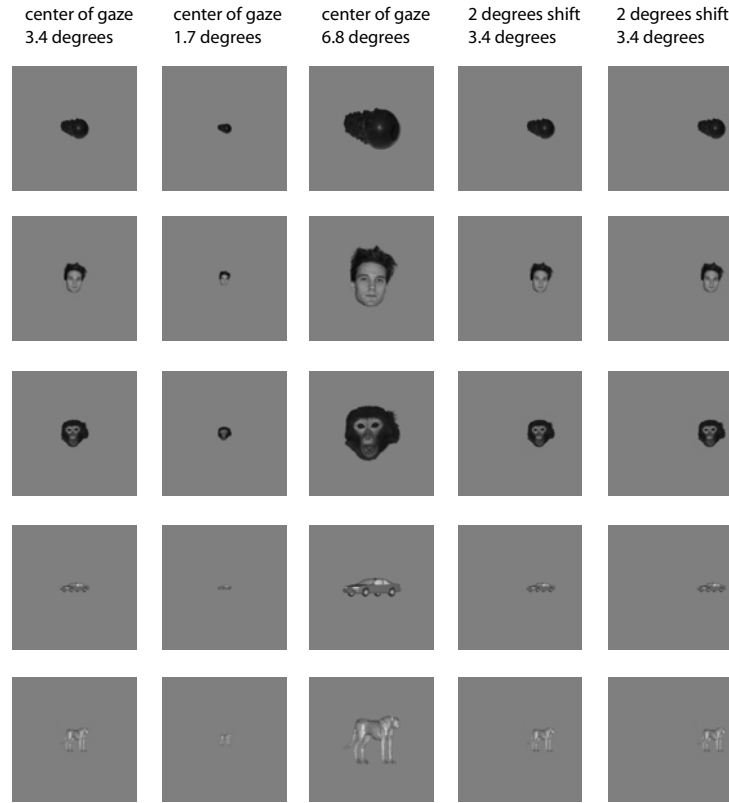 center of gaze
3.4 degrees
center of gaze
1.7 degrees
center of gaze
6.8 degrees
2 degrees shift
3.4 degrees
2 degrees shift
3.4 degrees